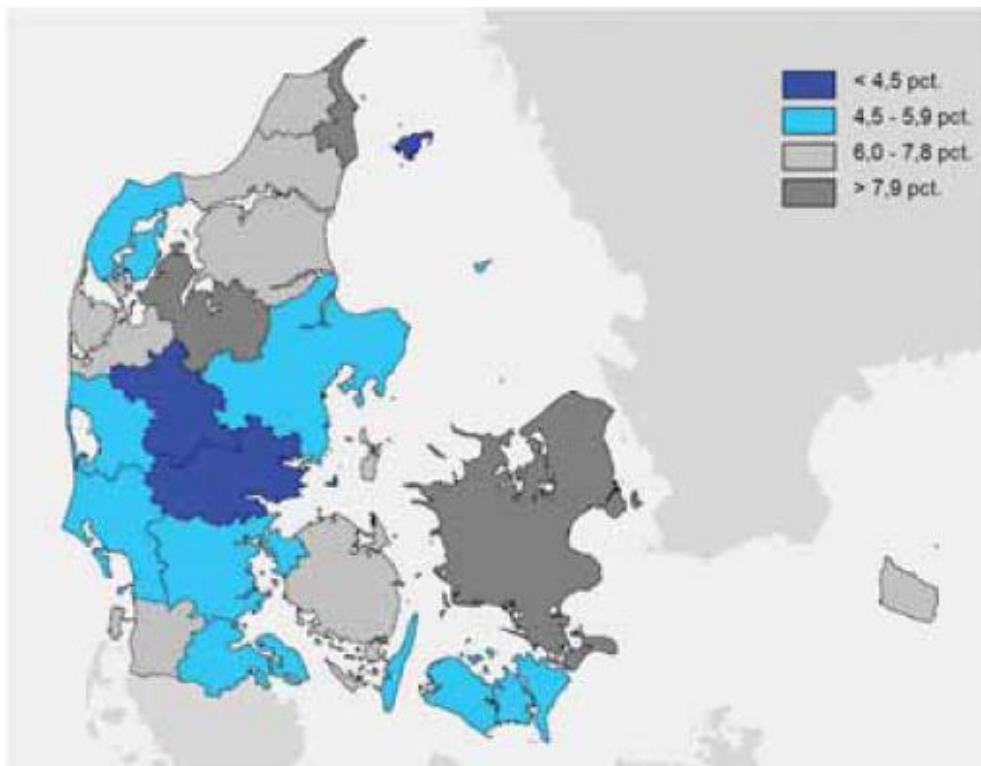 < 4,5 pct.
4,5 - 5,9 pct.
6,0 - 7,8 pct.
> 7,9 pct.